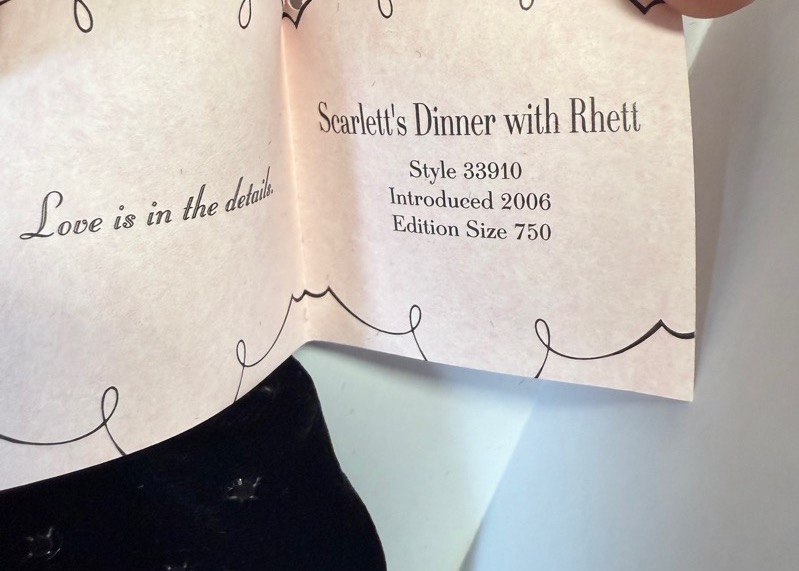 Love is in the details.
Scarlett's Dinner with Rhett
Style 33910
Introduced 2006
Edition Size 750